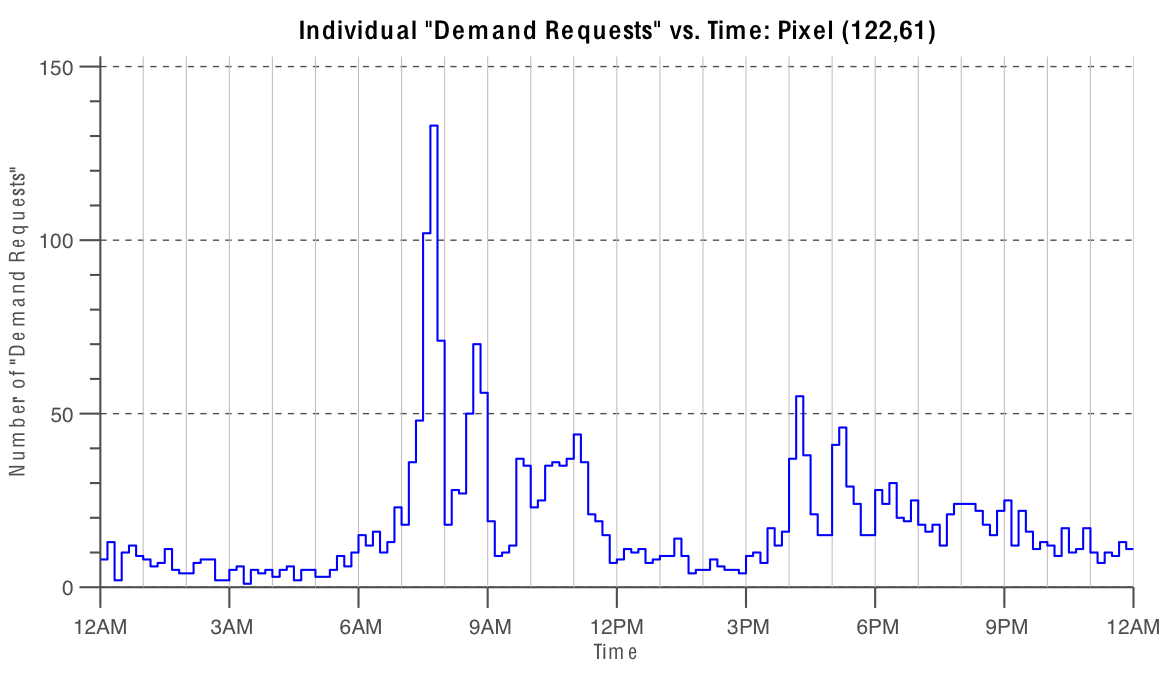 Individual "Demand Requests" vs. Time: Pixel (122,61)
150
100
50
0
Number of "Demand Requests"
12AM 3AM 6AM 9AM 12PM 3PM 6PM 9PM 12AM
Time